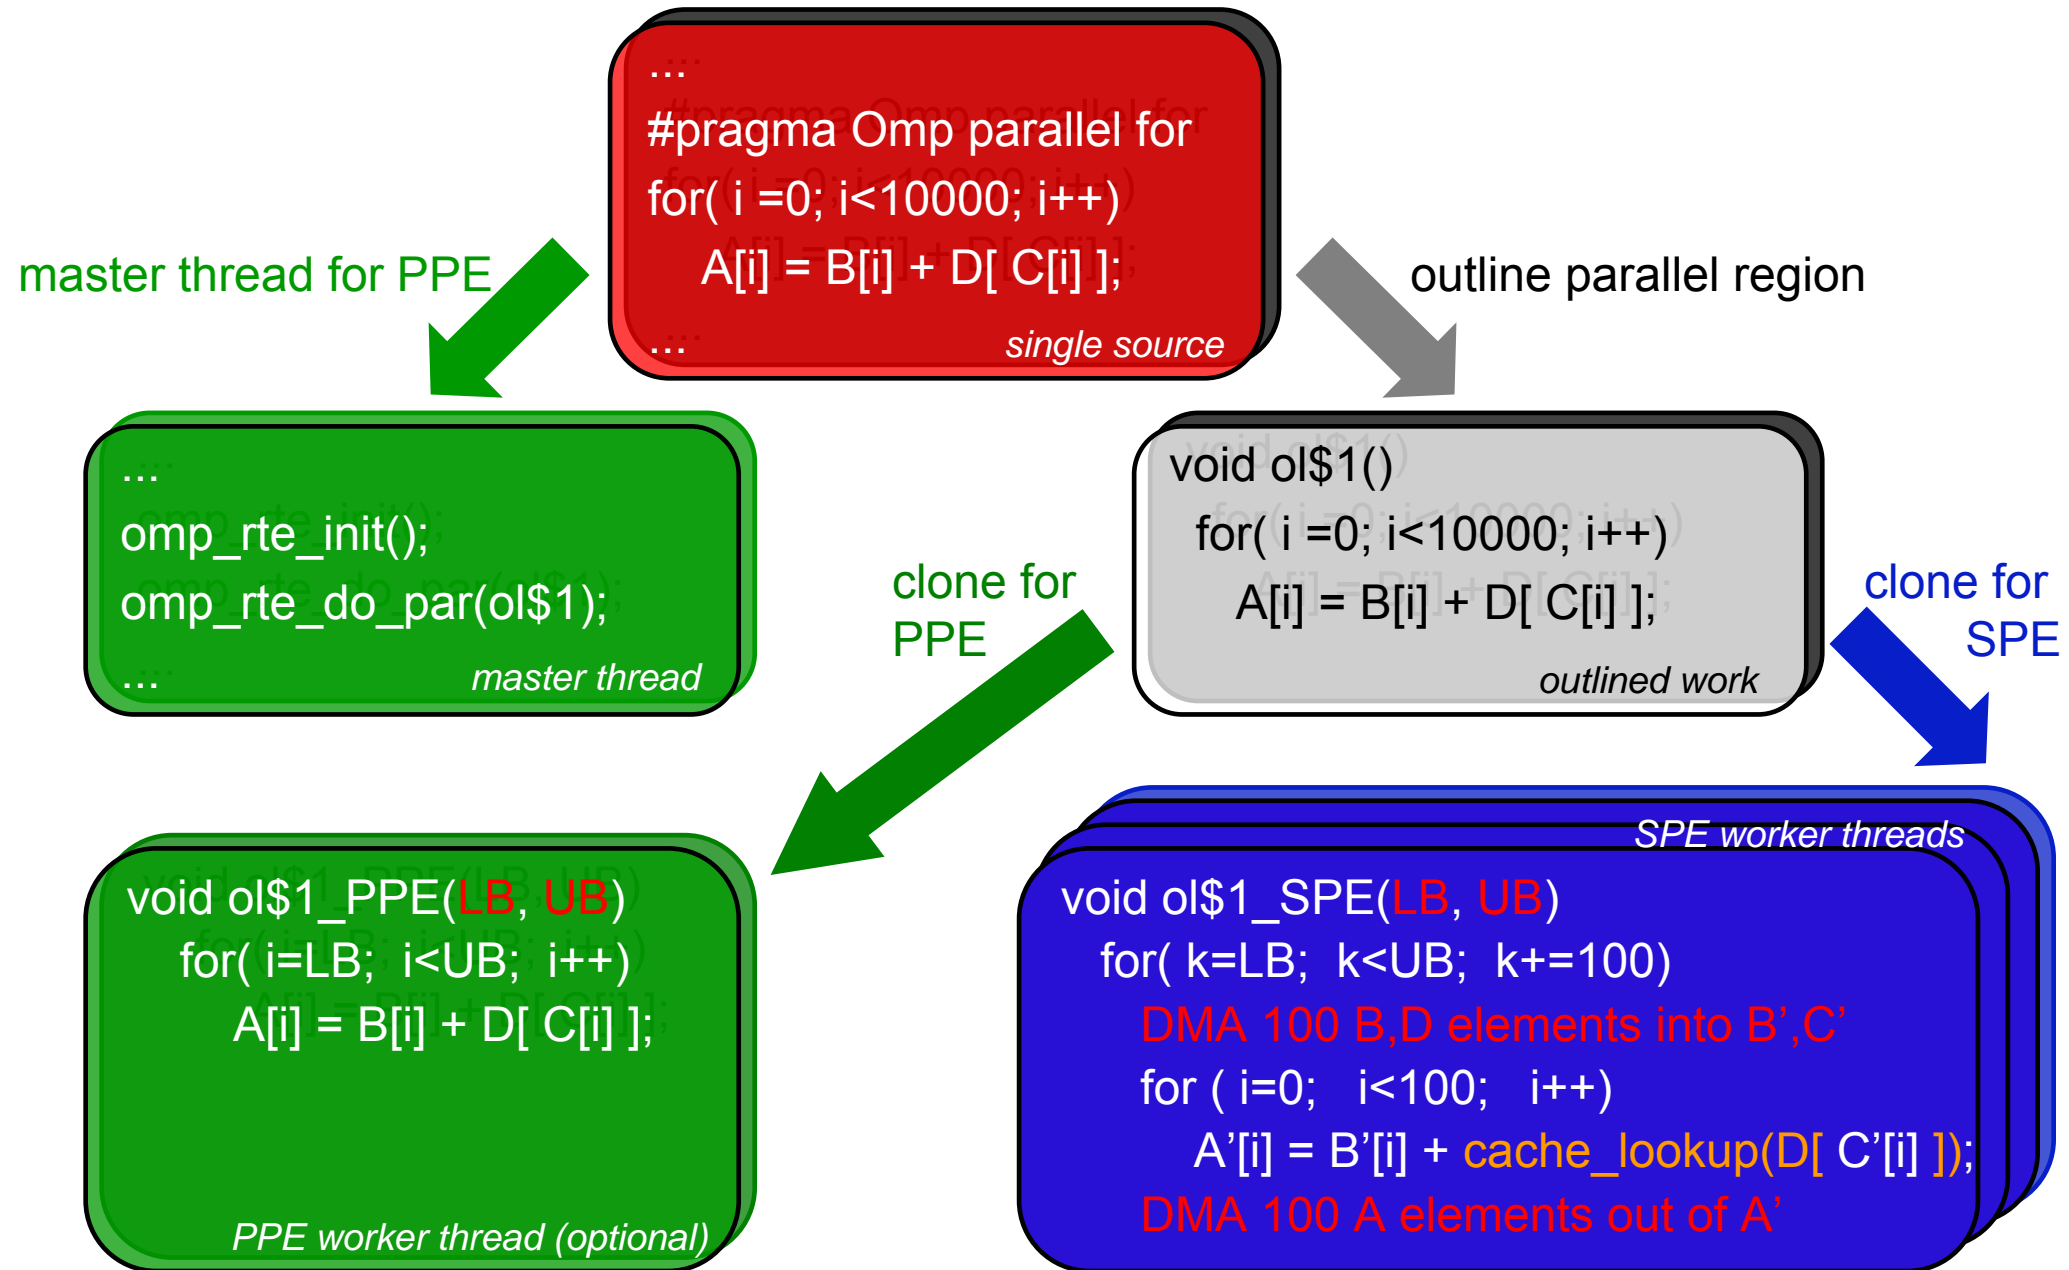 ...
#pragma Omp parallel for
for( i =0; i<10000; i++)
A[i] = B[i] + D[ C[i] ];
...
single source
master thread for PPE
outline parallel region
...
omp_rte_init();
omp_rte_do_par(ol$1);
...
master thread
void ol$1()
for( i =0; i<10000; i++)
A[i] = B[i] + D[ C[i] ];
outlined work
clone for
PPE
clone for
SPE
void ol$1_PPE(LB, UB)
for( i=LB; i<UB; i++)
A[i] = B[i] + D[ C[i] ];
PPE worker thread (optional)
SPE worker threads
void ol$1_SPE(LB, UB)
for( k=LB; k<UB; k+=100)
DMA 100 B,D elements into B’,C’
for ( i=0; i<100; i++)
A’[i] = B’[i] + cache_lookup(D[ C’[i] ]);
DMA 100 A elements out of A’